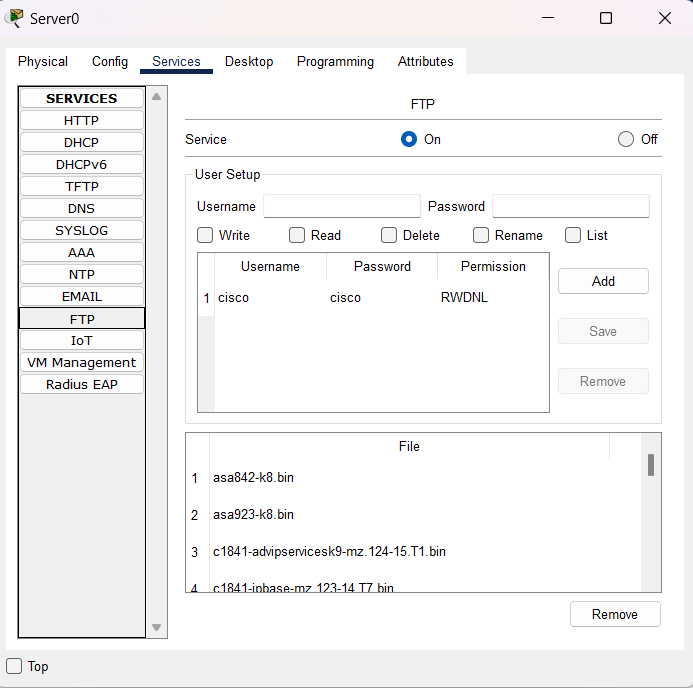 Server0
Physical Config Services Desktop Programming Attributes
SERVICES
HTTP
DHCP
DHCPv6
TFTP
DNS
SYSLOG
AAA
NTP
EMAIL
FTP
IoT
VM Management
Radius EAP
FTP
Service On Off
User Setup
Username Password
Write Read Delete Rename List
Username Password Permission
1 cisco cisco RWDNL
Add
Save
Remove
File
1 asa842-k8.bin
2 asa923-k8.bin
3 c1841-advipservicesk9-mz.124-15.T1.bin
4 c1841-ipbase-mz.123-14.T7.bin
Remove
Top